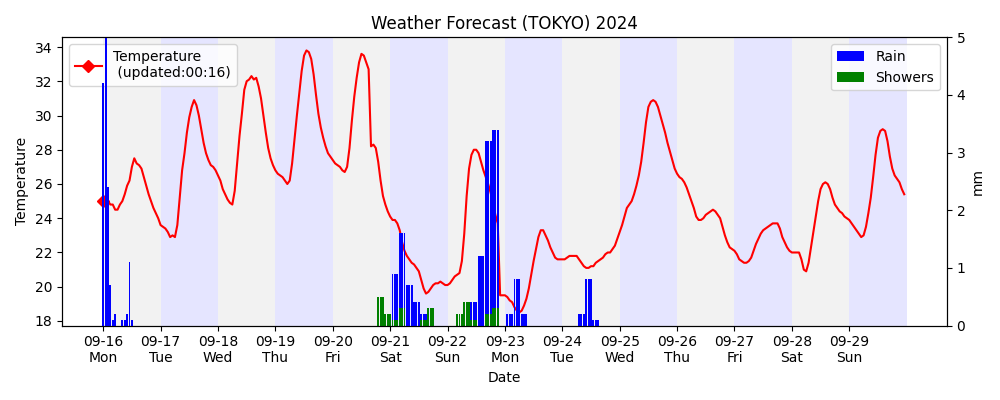 Weather Forecast (TOKYO) 2024
Temperature
(updated:00:16)
Rain
Showers
Temperature
34
32
30
28
26
24
22
20
18
5
4
3
2
1
0
mm
09-16 09-17 09-18 09-19 09-20 09-21 09-22 09-23 09-24 09-25 09-26 09-27 09-28 09-29
Mon Tue Wed Thu Fri Sat Sun Mon Tue Wed Thu Fri Sat Sun
Date